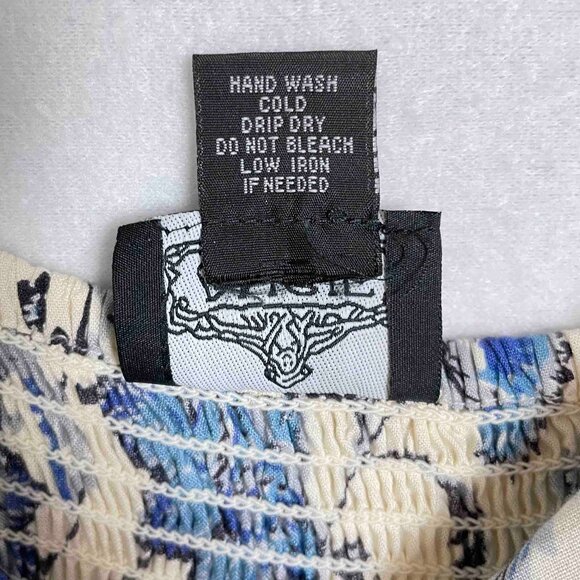 HAND WASH
COLD
DRIP DRY
DO NOT BLEACH
LOW IRON
IF NEEDED